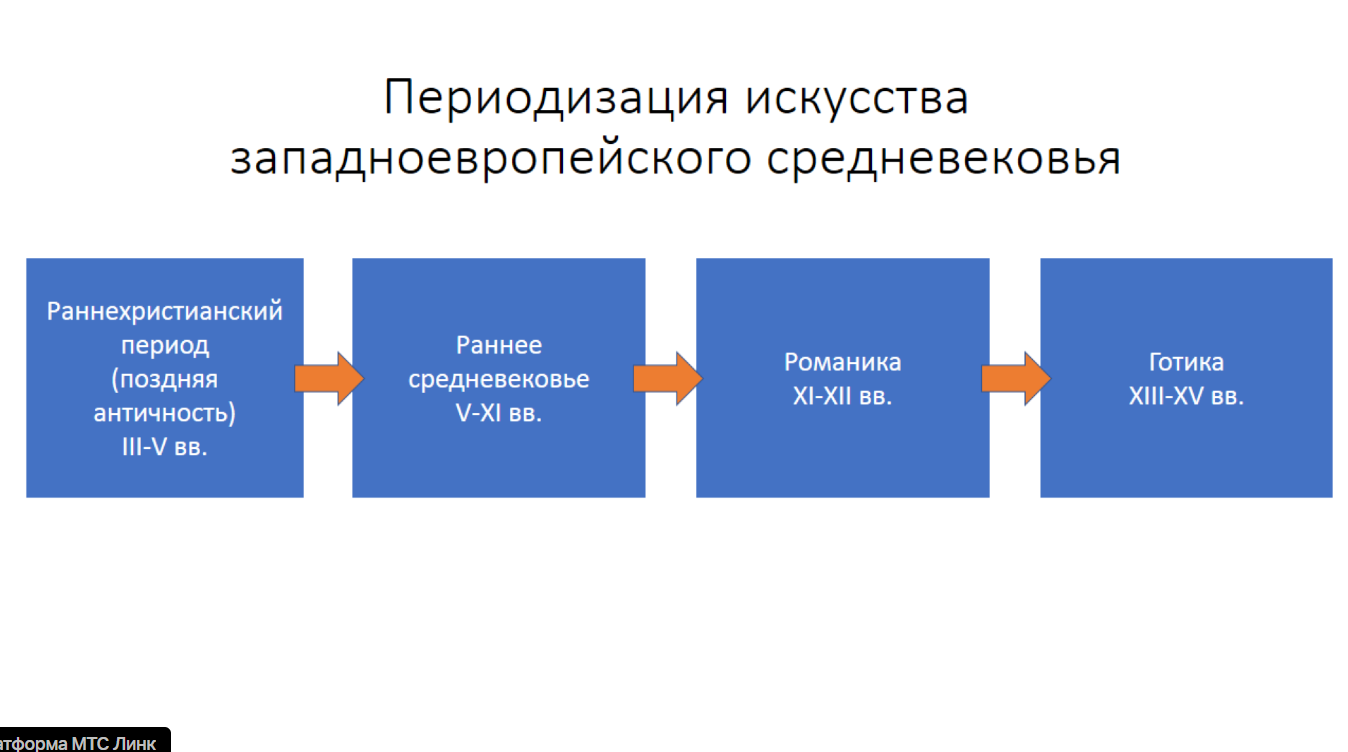 Периодизация искусства
западноевропейского средневековья
Раннехристианский
период
(поздняя
античность)
III-V вв.
Раннее
средневековье
V-XI вв.
Романика
XI-XII вв.
Готика
XIII-XV вв.
атформа МТС Линк